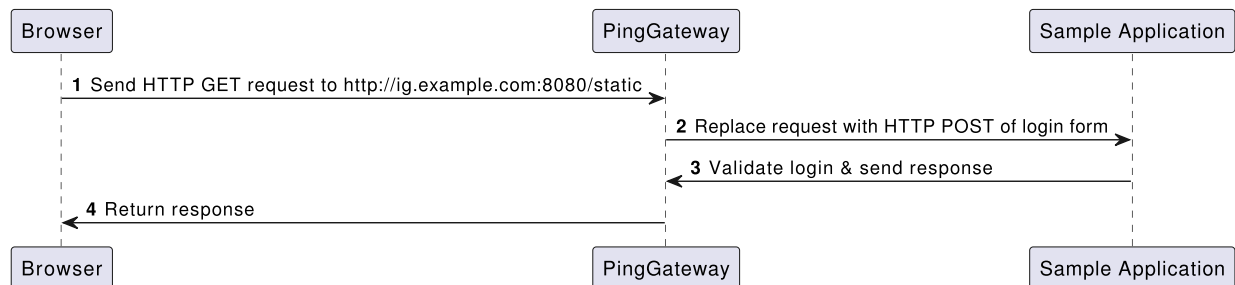 Browser
PingGateway
Sample Application
1 Send HTTP GET request to http://ig.example.com:8080/static
2 Replace request with HTTP POST of login form
3 Validate login & send response
4 Return response
Browser
PingGateway
Sample Application